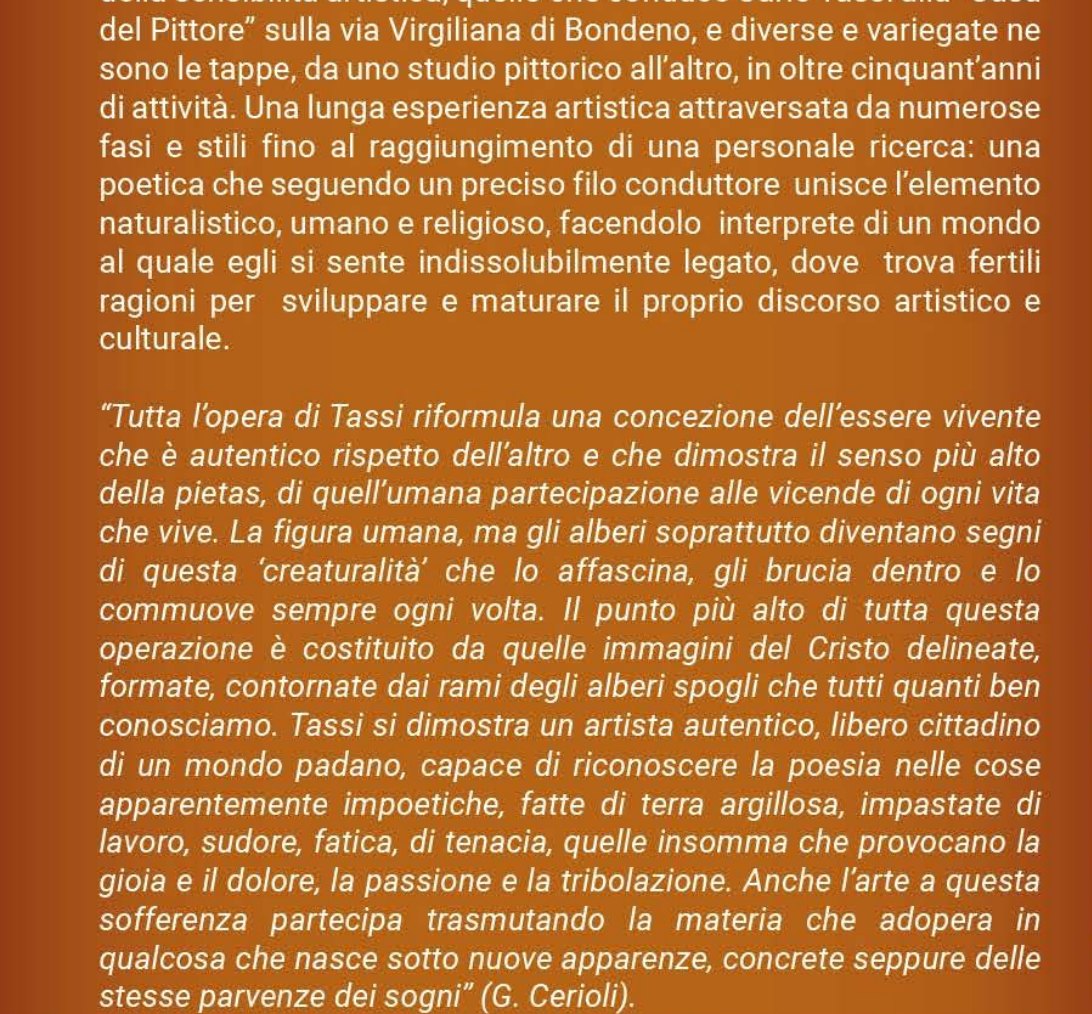 del Pittore” sulla via Virgiliana di Bondeno, e diverse e variegate ne
sono le tappe, da uno studio pittorico all’altro, in oltre cinquant’anni
di attività. Una lunga esperienza artistica attraversata da numerose
fasi e stili fino al raggiungimento di una personale ricerca: una
poetica che seguendo un preciso filo conduttore  unisce l’elemento
naturalistico, umano e religioso, facendolo  interprete di un mondo
al quale egli si sente indissolubilmente legato, dove  trova fertili
ragioni per  sviluppare e maturare il proprio discorso artistico e
culturale.
“Tutta l’opera di Tassi riformula una concezione dell’essere vivente
che è autentico rispetto dell’altro e che dimostra il senso più alto
della pietas, di quell’umana partecipazione alle vicende di ogni vita
che vive. La figura umana, ma gli alberi soprattutto diventano segni
di questa ‘creaturalità’ che lo affascina, gli brucia dentro e lo
commuove sempre ogni volta. Il punto più alto di tutta questa
operazione è costituito da quelle immagini del Cristo delineate,
formate, contornate dai rami degli alberi spogli che tutti quanti ben
conosciamo. Tassi si dimostra un artista autentico, libero cittadino
di un mondo padano, capace di riconoscere la poesia nelle cose
apparentemente impoetiche, fatte di terra argillosa, impastate di
lavoro, sudore, fatica, di tenacia, quelle insomma che provocano la
gioia e il dolore, la passione e la tribolazione. Anche l’arte a questa
sofferenza partecipa trasmutando la materia che adopera in
qualcosa che nasce sotto nuove apparenze, concrete seppure delle
stesse parvenze dei sogni” (G. Cerioli).